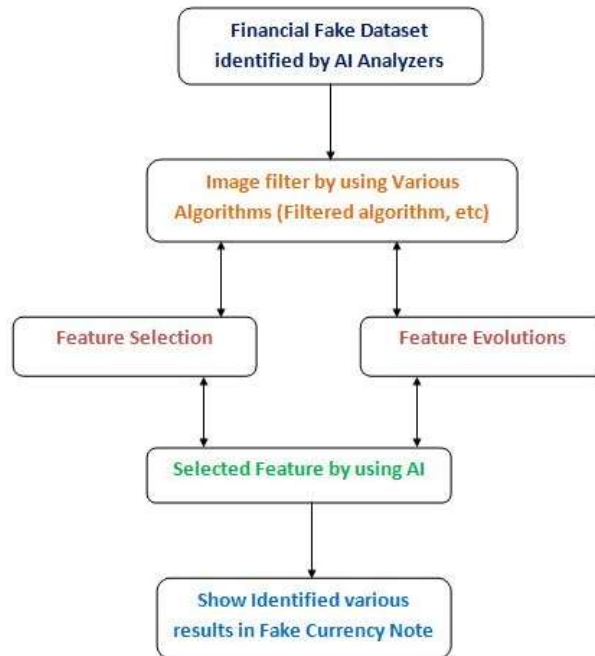 Financial Fake Dataset
identified by AI Analyzers
Image filter by using Various
Algorithms (Filtered algorithm, etc)
Feature Selection
Feature Evolutions
Selected Feature by using AI
Show Identified various
results in Fake Currency Note